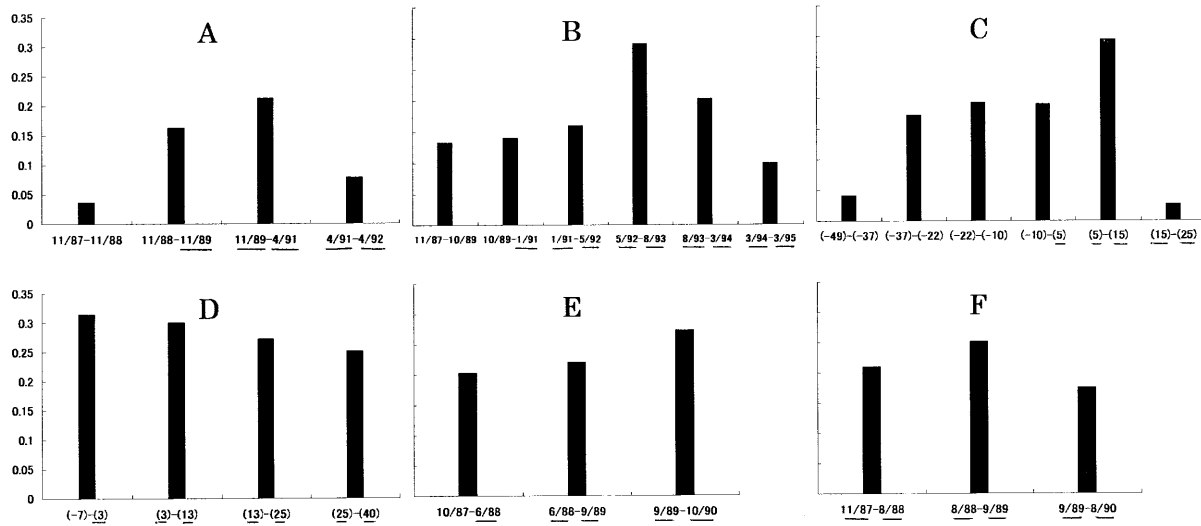 A
B
C
0.35
0.3
0.25
0.2
0.15
0.1
0.05
0
11/87-11/88 11/88-11/89 11/89-4/91 4/91-4/92
11/87-10/89 10/89-1/91 1/91-5/92 5/92-8/93 8/93-3/94 3/94-3/95
(-49)-(-37) (-37)-(-22) (-22)-(-10) (-10)-(5) (5)-(15) (15)-(25)
D
E
F
0.35
0.3
0.25
0.2
0.15
0.1
0.05
0
(-7)-(3) (3)-(13) (13)-(25) (25)-(40)
10/87-6/88 6/88-9/89 9/89-10/90
11/87-8/88 8/88-9/89 9/89-8/90